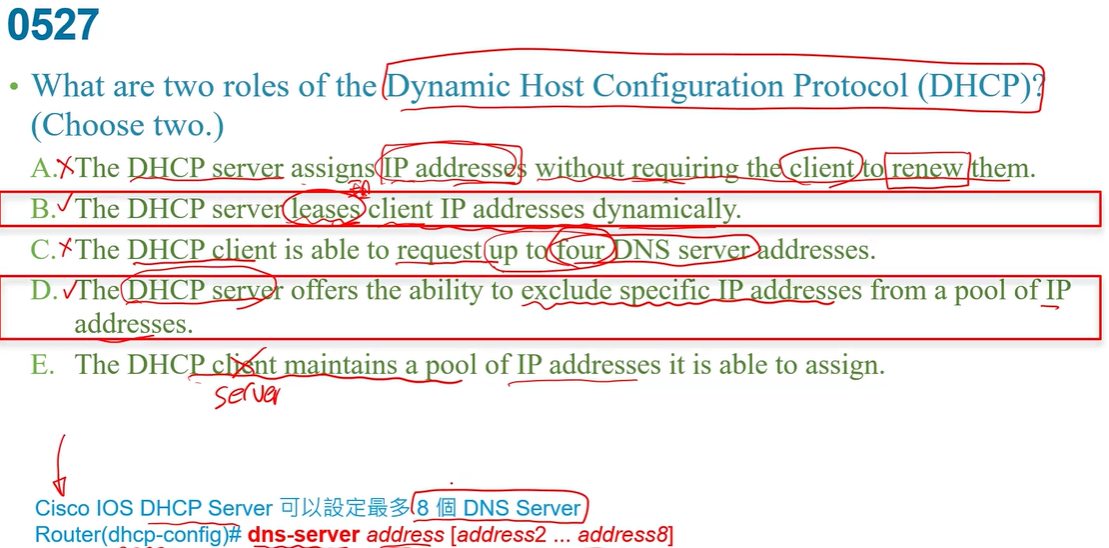 0527
• What are two roles of the Dynamic Host Configuration Protocol (DHCP)?
(Choose two.)
A. The DHCP server assigns IP addresses without requiring the client to renew them.
B. The DHCP server leases client IP addresses dynamically.
C. The DHCP client is able to request up to four DNS server addresses.
D. The DHCP server offers the ability to exclude specific IP addresses from a pool of IP
addresses.
E. The DHCP client maintains a pool of IP addresses it is able to assign.
server
Cisco IOS DHCP Server 可以設定最多 8 個 DNS Server
Router(dhcp-config)# dns-server address [address2 ... address8]